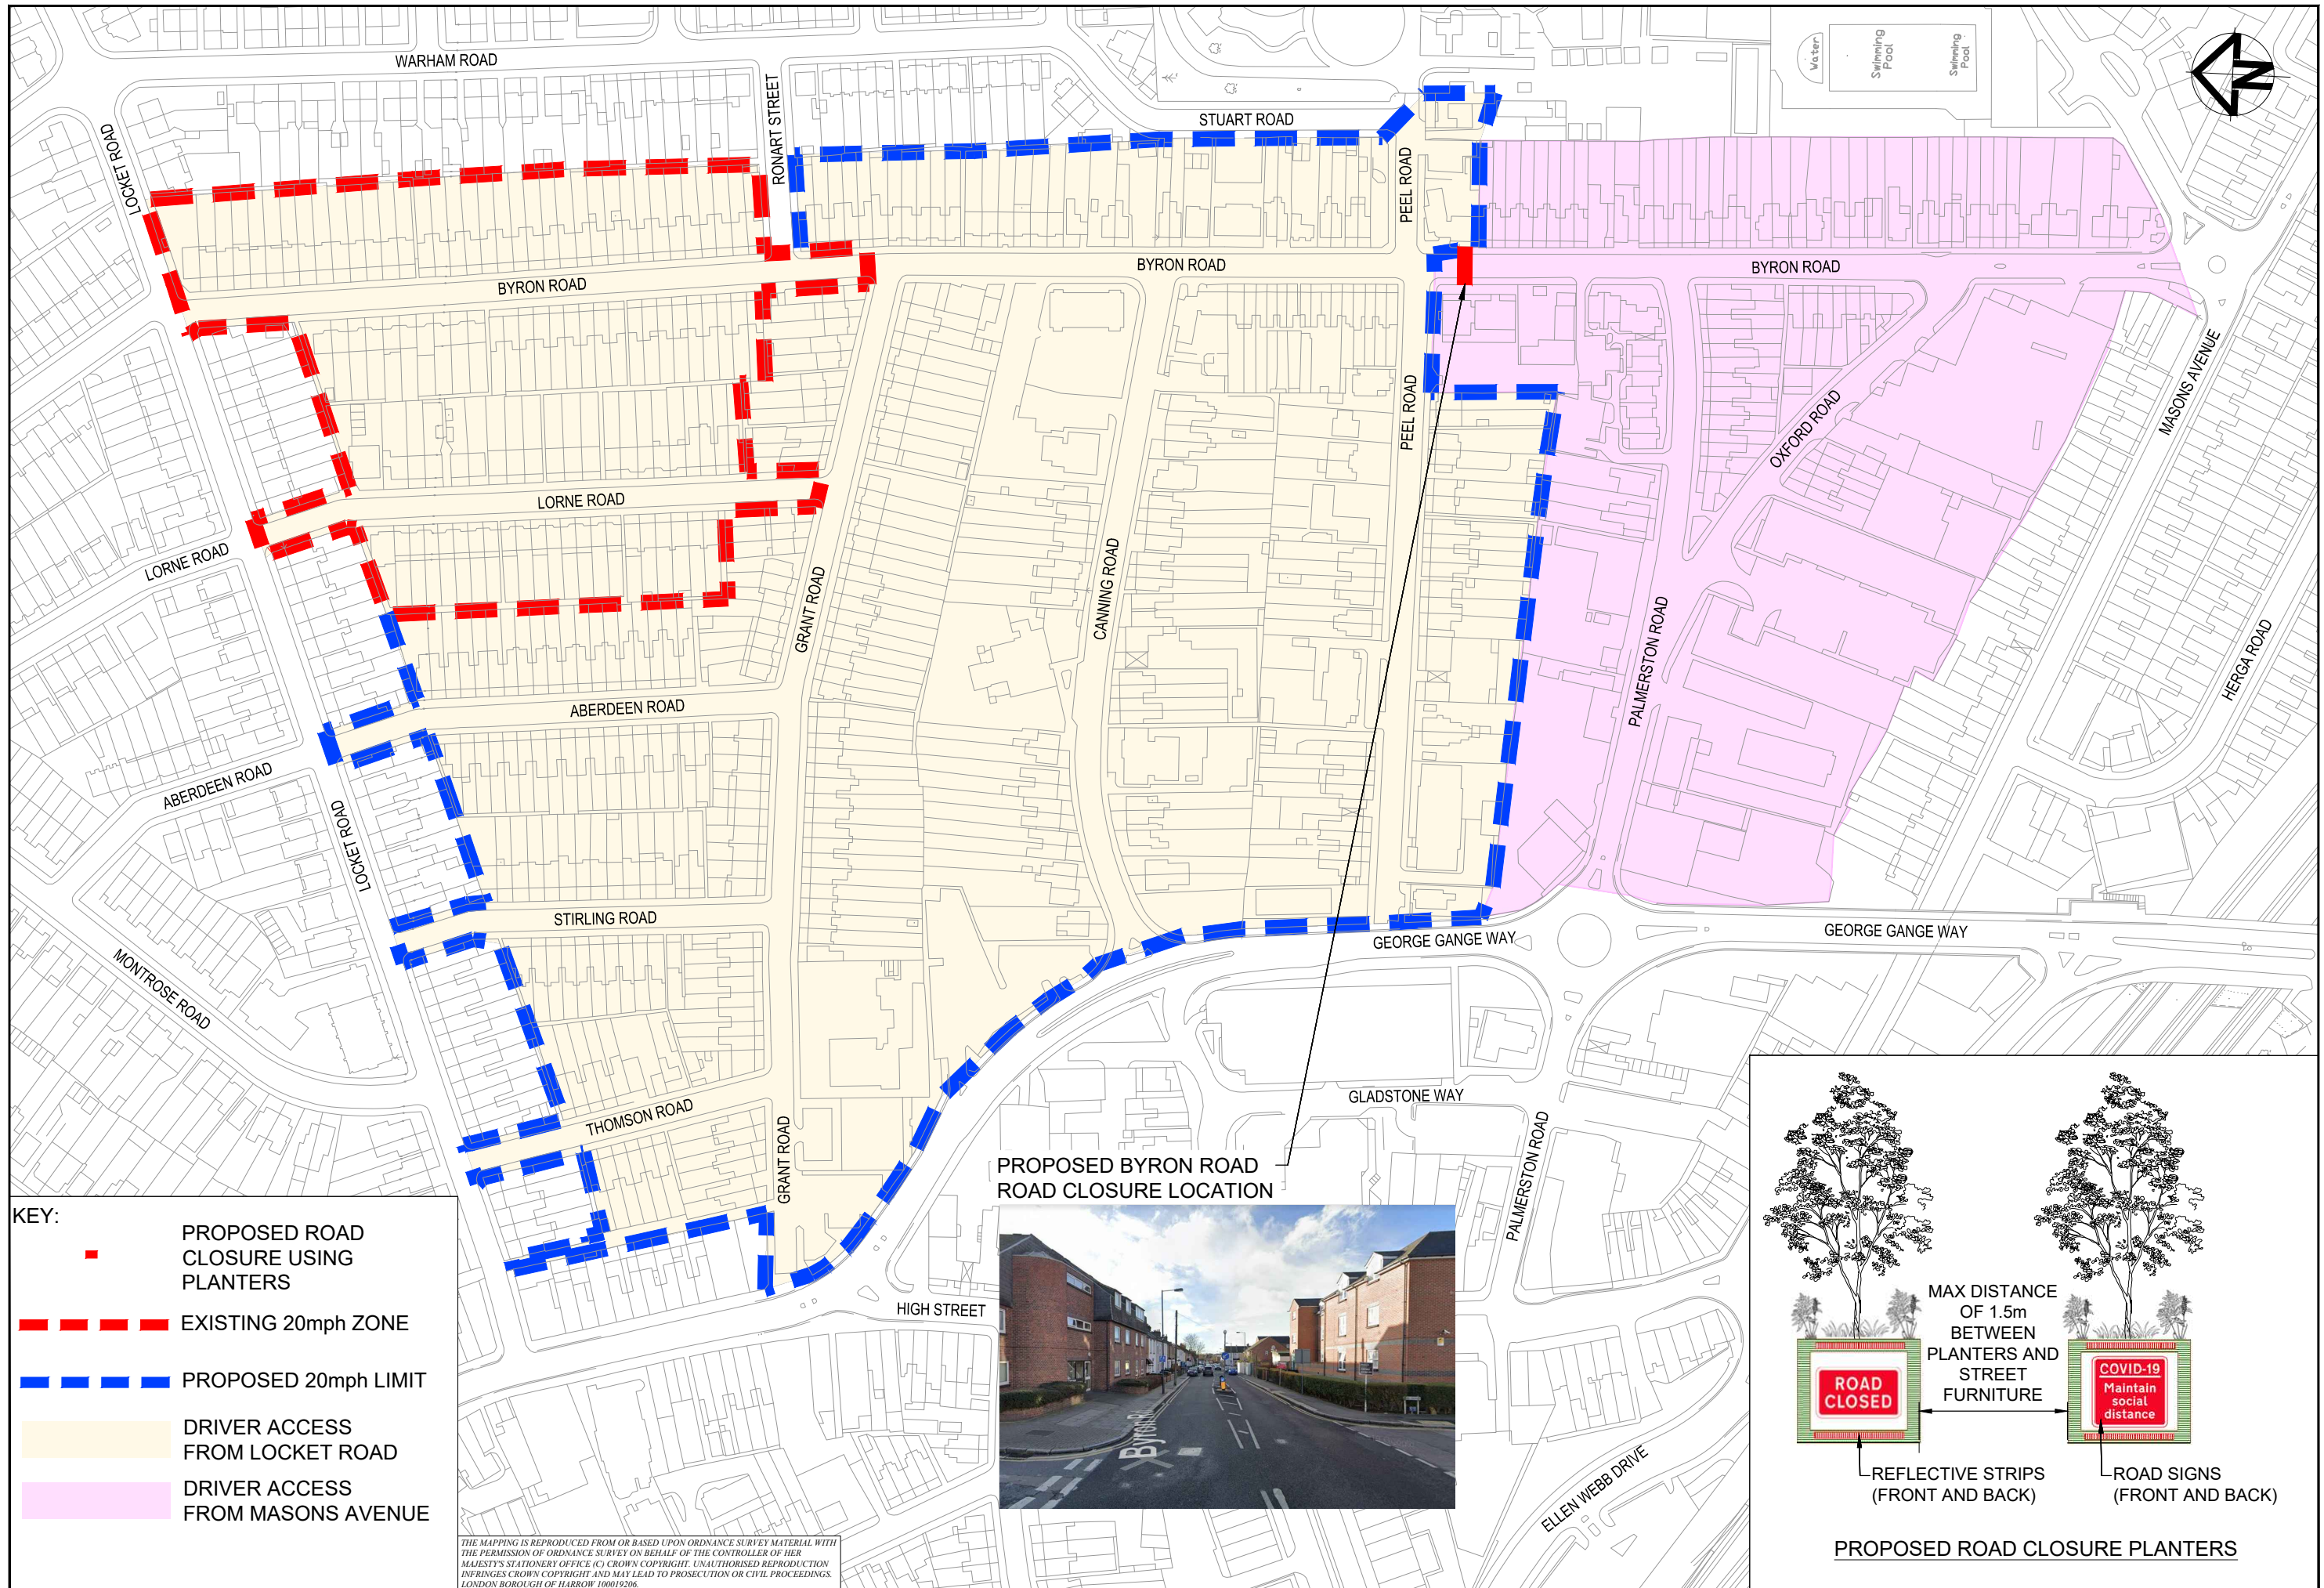 WARHAM ROAD
Water
Swimming
Pool
Swimming
Pool
N
LOCKET ROAD
RONART STREET
STUART ROAD
PEEL ROAD
BYRON ROAD
BYRON ROAD
BYRON ROAD
MASONS AVENUE
PEEL ROAD
OXFORD ROAD
LORNE ROAD
LORNE ROAD
GRANT ROAD
CANNING ROAD
PALMERSTON ROAD
HERGA ROAD
ABERDEEN ROAD
ABERDEEN ROAD
LOCKET ROAD
STIRLING ROAD
GEORGE GANGE WAY
GEORGE GANGE WAY
MONTROSE ROAD
THOMSON ROAD
GRANT ROAD
GLADSTONE WAY
PALMERSTON ROAD
HIGH STREET
ELLEN WEBB DRIVE
PROPOSED BYRON ROAD
ROAD CLOSURE LOCATION
Byron R
KEY:
PROPOSED ROAD
CLOSURE USING
PLANTERS
EXISTING 20mph ZONE
PROPOSED 20mph LIMIT
DRIVER ACCESS
FROM LOCKET ROAD
DRIVER ACCESS
FROM MASONS AVENUE
THE MAPPING IS REPRODUCED FROM OR BASED UPON ORDNANCE SURVEY MATERIAL WITH
THE PERMISSION OF ORDNANCE SURVEY ON BEHALF OF THE CONTROLLER OF HER
MAJESTY'S STATIONERY OFFICE (C) CROWN COPYRIGHT. UNAUTHORISED REPRODUCTION
INFRINGES CROWN COPYRIGHT AND MAY LEAD TO PROSECUTION OR CIVIL PROCEEDINGS.
LONDON BOROUGH OF HARROW 100019206.
MAX DISTANCE
OF 1.5m
BETWEEN
PLANTERS AND
STREET
FURNITURE
ROAD
CLOSED
COVID-19
Maintain
social
distance
REFLECTIVE STRIPS
(FRONT AND BACK)
ROAD SIGNS
(FRONT AND BACK)
PROPOSED ROAD CLOSURE PLANTERS